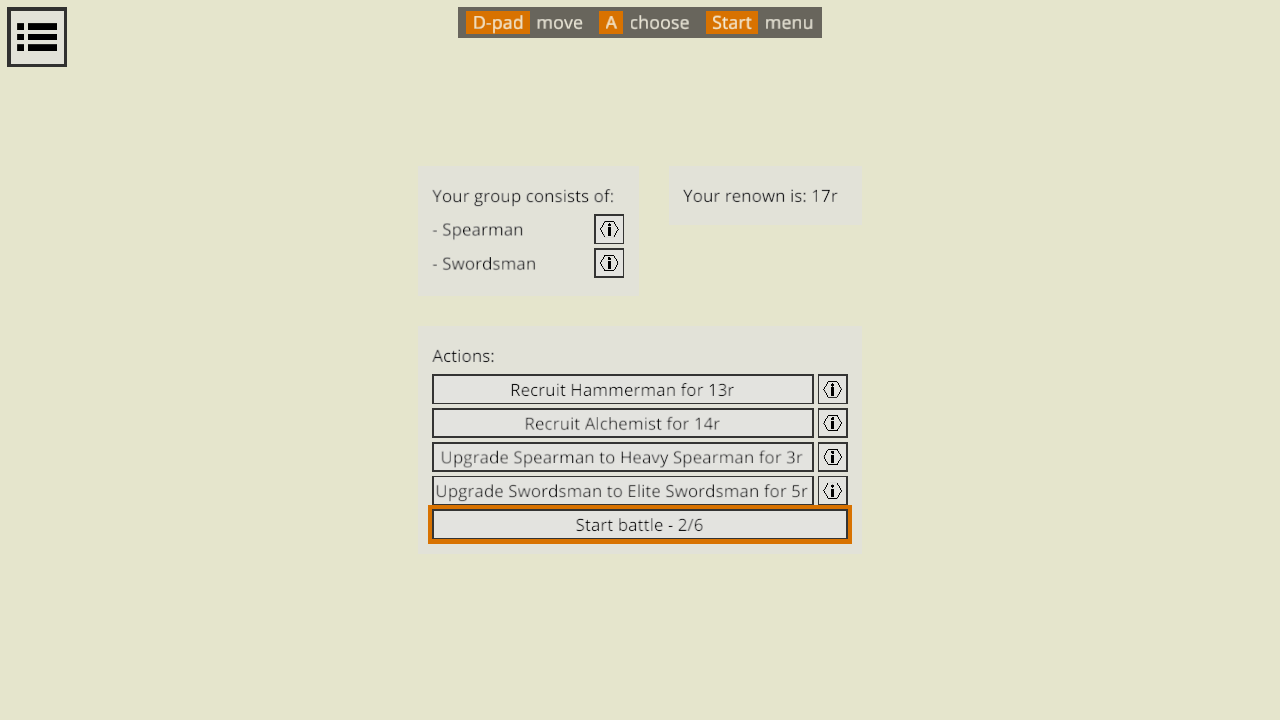 D-pad move A choose Start menu
Your group consists of:
- Spearman
- Swordsman
Your renown is: 17r
Actions:
Recruit Hammerman for 13r
Recruit Alchemist for 14r
Upgrade Spearman to Heavy Spearman for 3r
Upgrade Swordsman to Elite Swordsman for 5r
Start battle - 2/6